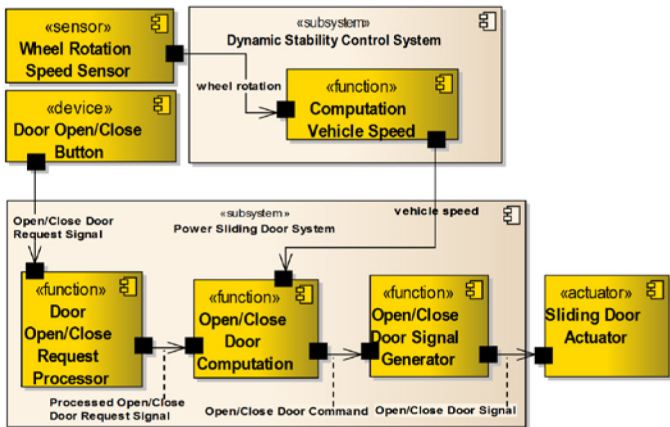 «sensor»
Wheel Rotation
Speed Sensor
«subsystem»
Dynamic Stability Control System
wheel rotation
«function»
Computation
Vehicle Speed
«device»
Door Open/Close
Button
Open/Close Door
Request Signal
«subsystem»
Power Sliding Door System
vehicle speed
«function»
Door
Open/Close
Request
Processor
«function»
Open/Close
Door
Computation
«function»
Open/Close
Door Signal
Generator
«actuator»
Sliding Door
Actuator
Processed Open/Close
Door Request Signal
Open/Close Door Command
Open/Close Door Signal